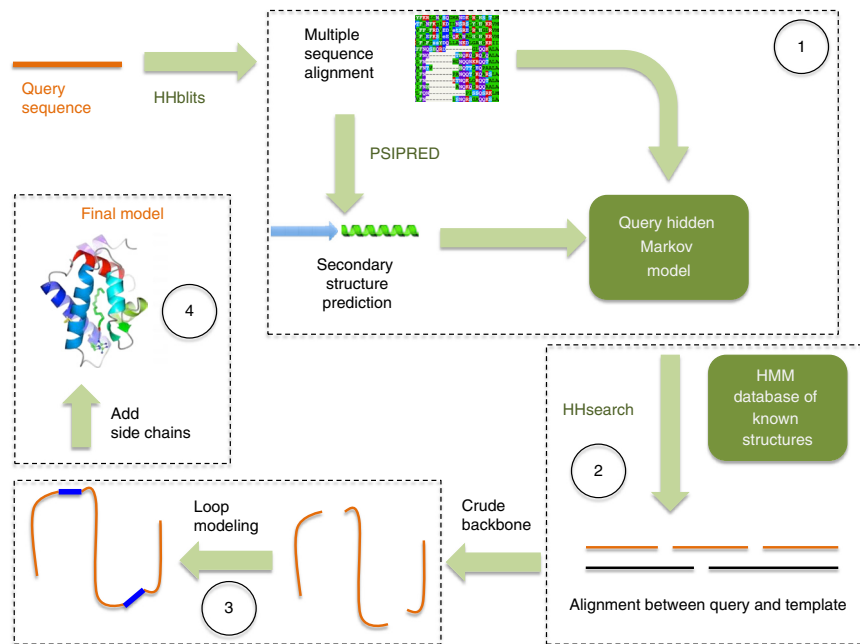 Query
sequence
HHblits
Multiple
sequence
alignment
1
PSIPRED
Secondary
structure
prediction
Query hidden
Markov
model
HHsearch
HMM
database of
known
structures
2
Alignment between query and template
Crude
backbone
Loop
modeling
3
Add
side chains
4
Final model